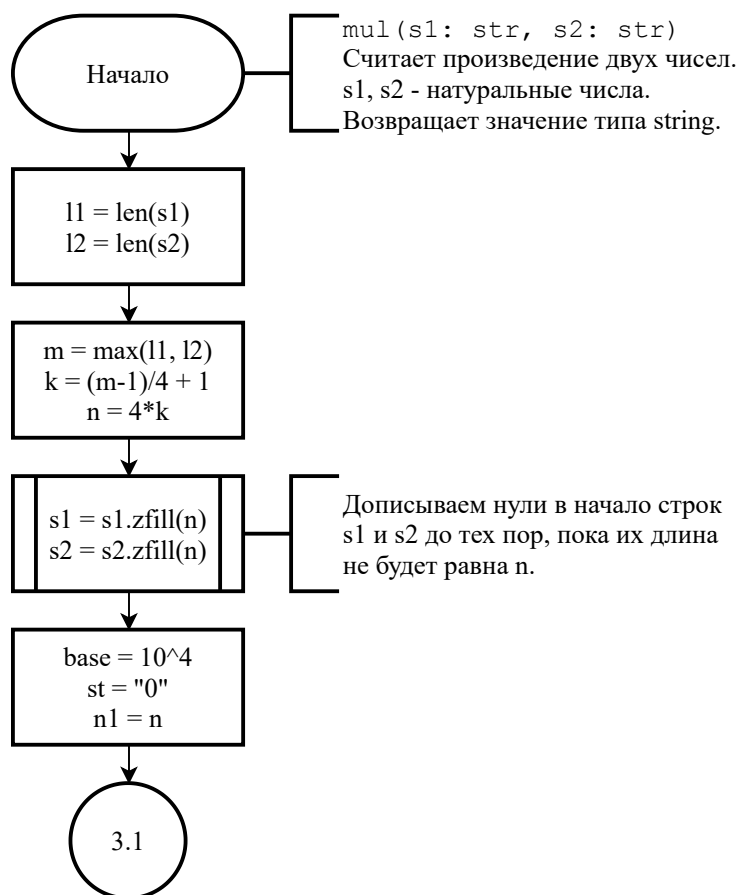 Начало
mul(s1: str, s2: str)
Считает произведение двух чисел.
s1, s2 - натуральные числа.
Возвращает значение типа string.
l1 = len(s1)
l2 = len(s2)
m = max(l1, l2)
k = (m-1)/4 + 1
n = 4*k
s1 = s1.zfill(n)
s2 = s2.zfill(n)
Дописываем нули в начало строк
s1 и s2 до тех пор, пока их длина
не будет равна n.
base = 10^4
st = "0"
n1 = n
3.1